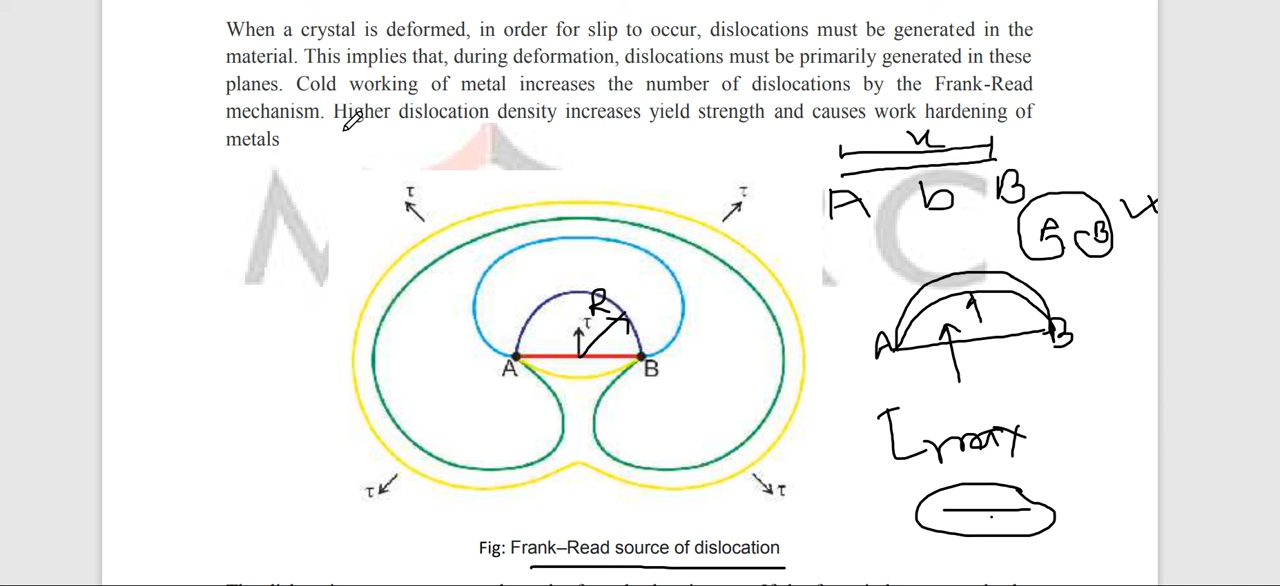 When a crystal is deformed, in order for slip to occur, dislocations must be generated in the
material. This implies that, during deformation, dislocations must be primarily generated in these
planes. Cold working of metal increases the number of dislocations by the Frank-Read
mechanism. Higher dislocation density increases yield strength and causes work hardening of
metals
A b B
τ τ
R
τ
A B
A B
τ τ
Fig: Frank–Read source of dislocation